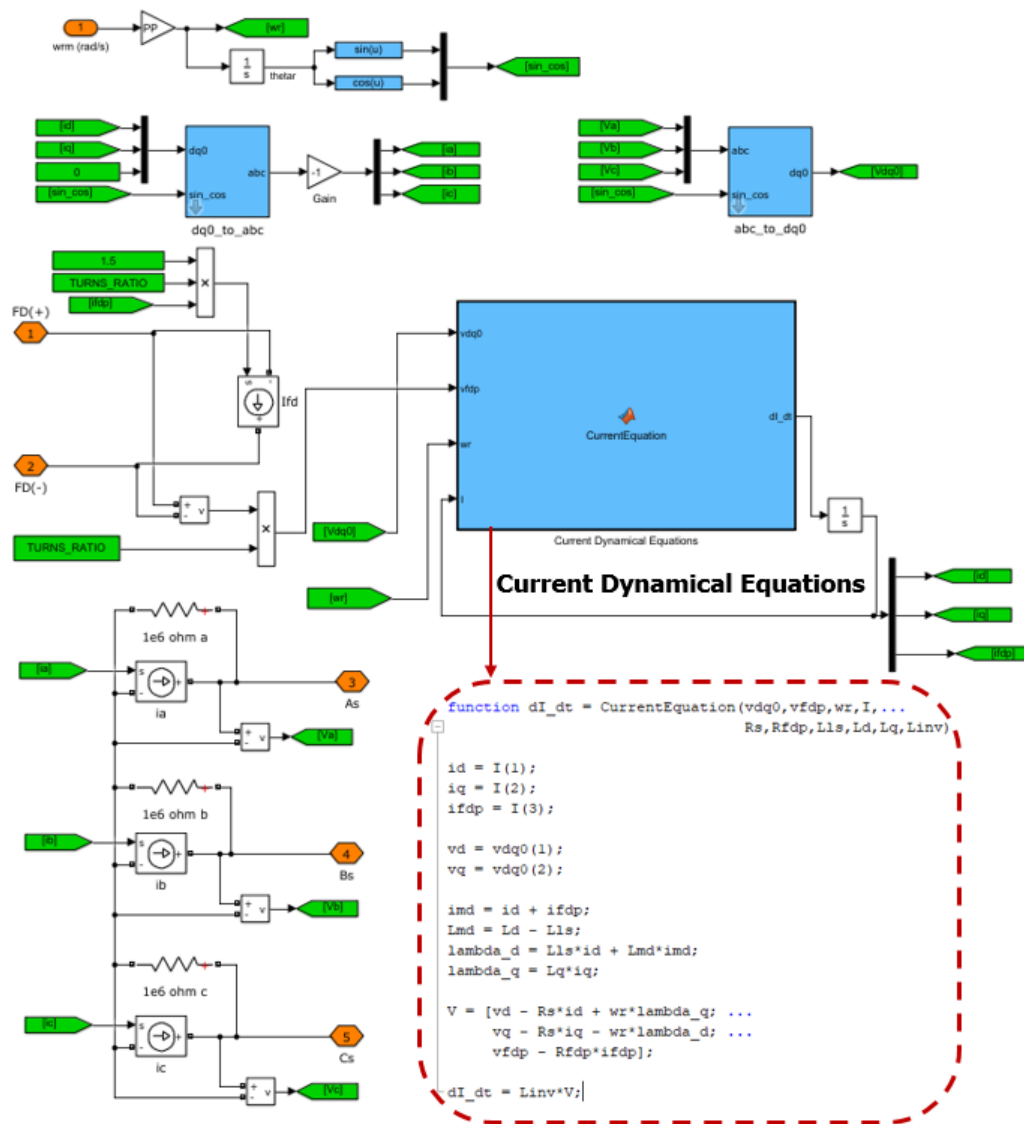 1
PP
[wr]
wrm (rad/s)
1
s
thetar
sin(u)
cos(u)
[sin_cos]
[id]
[iq]
0
[sin_cos]
dq0
sin_cos
abc
dq0_to_abc
-1
Gain
[ia]
[ib]
[ic]
[Va]
[Vb]
[Vc]
[sin_cos]
abc
sin_cos
dq0
abc_to_dq0
[Vdq0]
1.5
TURNS_RATIO
[ifdp]
×
FD(+)
1
s
-
+
Ifd
2
FD(-)
+
-
v
×
TURNS_RATIO
[Vdq0]
[wr]
vdq0
vfdp
wr
I
CurrentEquation
dI_dt
Current Dynamical Equations
1
s
[id]
[iq]
[ifdp]
Current Dynamical Equations
1e6 ohm a
[ia]
s
-
+
ia
3
As
+
-
v
[Va]
1e6 ohm b
[ib]
s
-
+
ib
4
Bs
+
-
v
[Vb]
1e6 ohm c
[ic]
s
-
+
ic
5
Cs
+
-
v
[Vc]
function dI_dt = CurrentEquation(vdq0,vfdp,wr,I,...
Rs,Rfdp,Lls,Ld,Lq,Linv)
id = I(1);
iq = I(2);
ifdp = I(3);
vd = vdq0(1);
vq = vdq0(2);
imd = id + ifdp;
Lmd = Ld - Lls;
lambda_d = Lls*id + Lmd*imd;
lambda_q = Lq*iq;
V = [vd - Rs*id + wr*lambda_q; ...
vq - Rs*iq - wr*lambda_d; ...
vfdp - Rfdp*ifdp];
dI_dt = Linv*V;